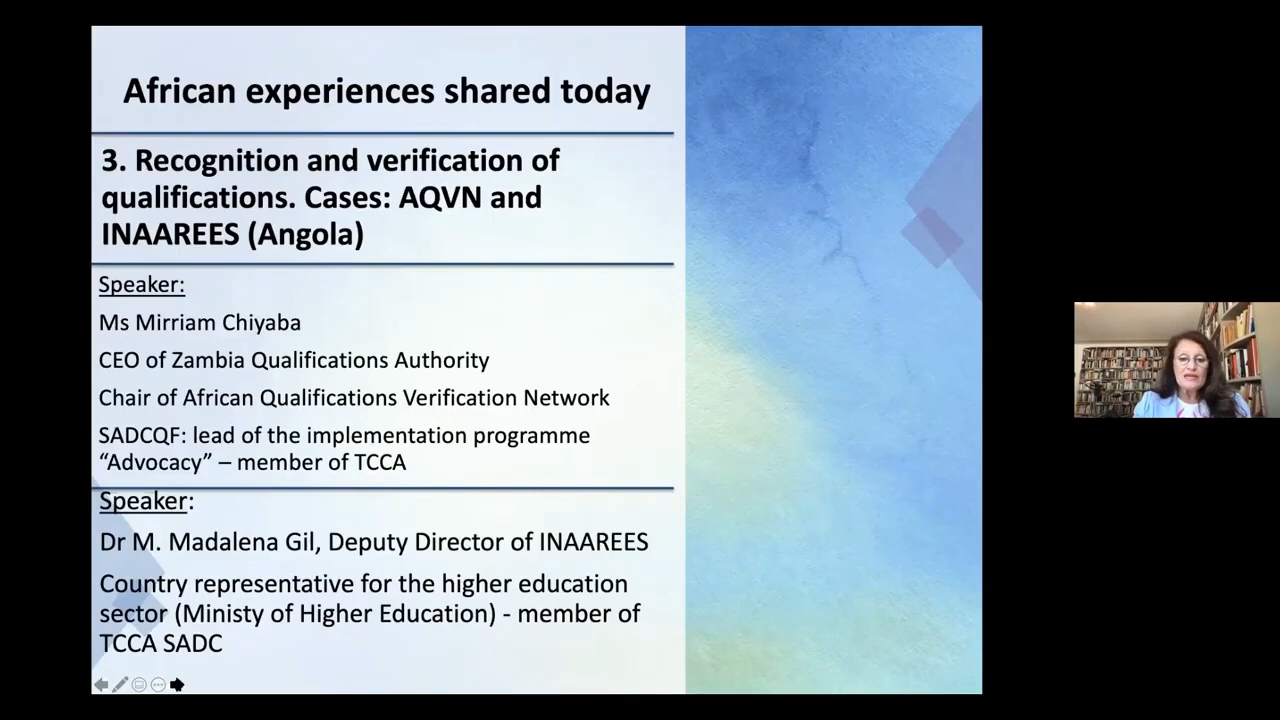 African experiences shared today
3. Recognition and verification of
qualifications. Cases: AQVN and
INAAREES (Angola)
Speaker:
Ms Mirriam Chiyaba
CEO of Zambia Qualifications Authority
Chair of African Qualifications Verification Network
SADCQF: lead of the implementation programme
“Advocacy” – member of TCCA
Speaker:
Dr M. Madalena Gil, Deputy Director of INAAREES
Country representative for the higher education
sector (Ministy of Higher Education) - member of
TCCA SADC